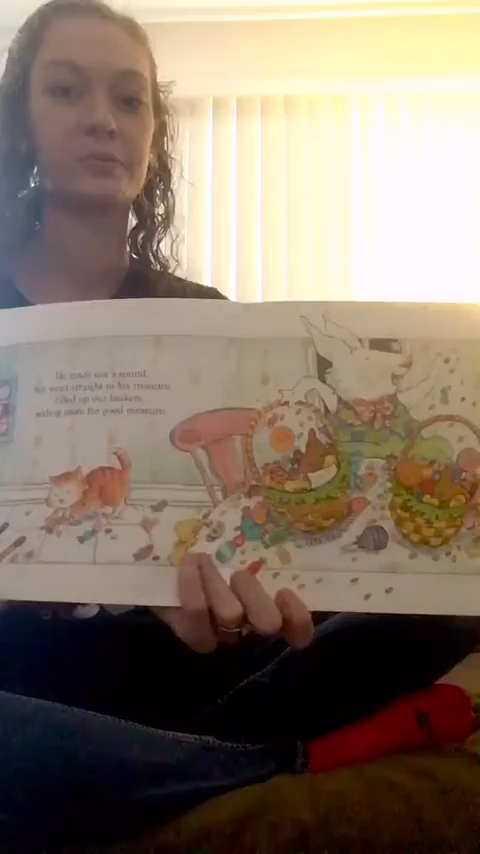 He made not a sound,
but went straight to his treasure,
filled up our baskets,
adding more for good measure.